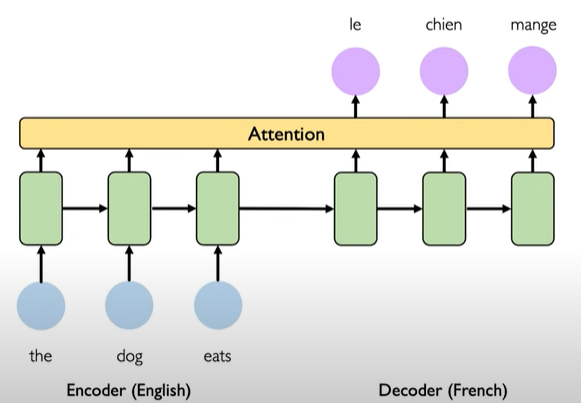 le chien mange
Attention
the dog eats
Encoder (English) Decoder (French)